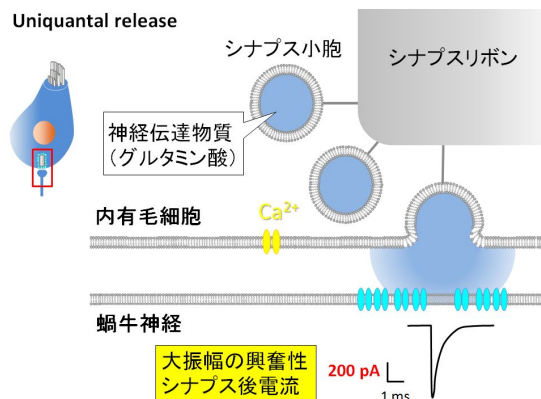 Uniquantal release
シナプス小胞
シナプスリボン
神経伝達物質
（グルタミン酸）
Ca2+
内有毛細胞
蝸牛神経
大振幅の興奮性
シナプス後電流
200 pA
1 ms